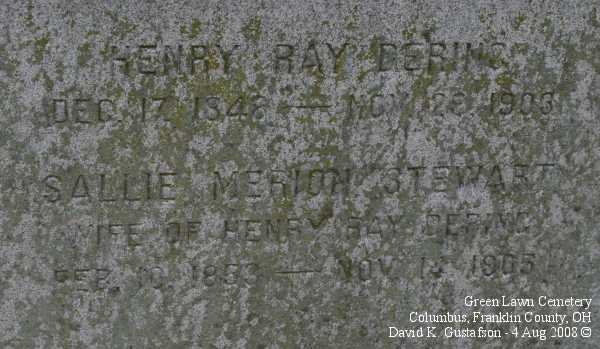 HENRY RAY DERING
DEC. 17, 1848 — NOV. 28, 1903
SALLIE MERION STEWART
WIFE OF HENRY RAY DERING
FEB. 10, 1853 — NOV. 14, 1905
Green Lawn Cemetery
Columbus, Franklin County, OH
David K. Gustafson - 4 Aug 2008 ©